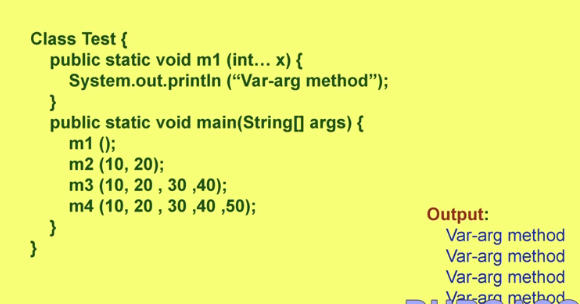 Class Test {
public static void m1 (int... x) {
System.out.println (“Var-arg method”);
}
public static void main(String[] args) {
m1 ();
m2 (10, 20);
m3 (10, 20 , 30 ,40);
m4 (10, 20 , 30 ,40 ,50);
}
}
Output:
Var-arg method
Var-arg method
Var-arg method
Var-arg method